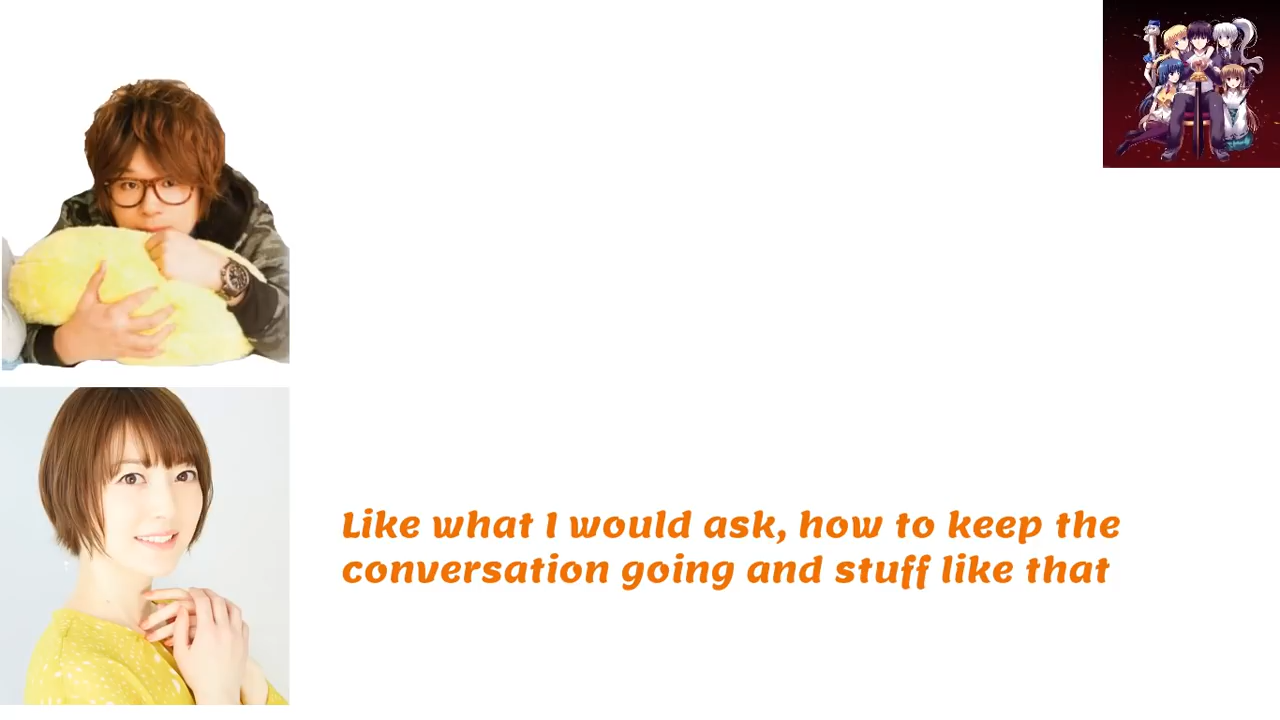 Like what I would ask, how to keep the
conversation going and stuff like that